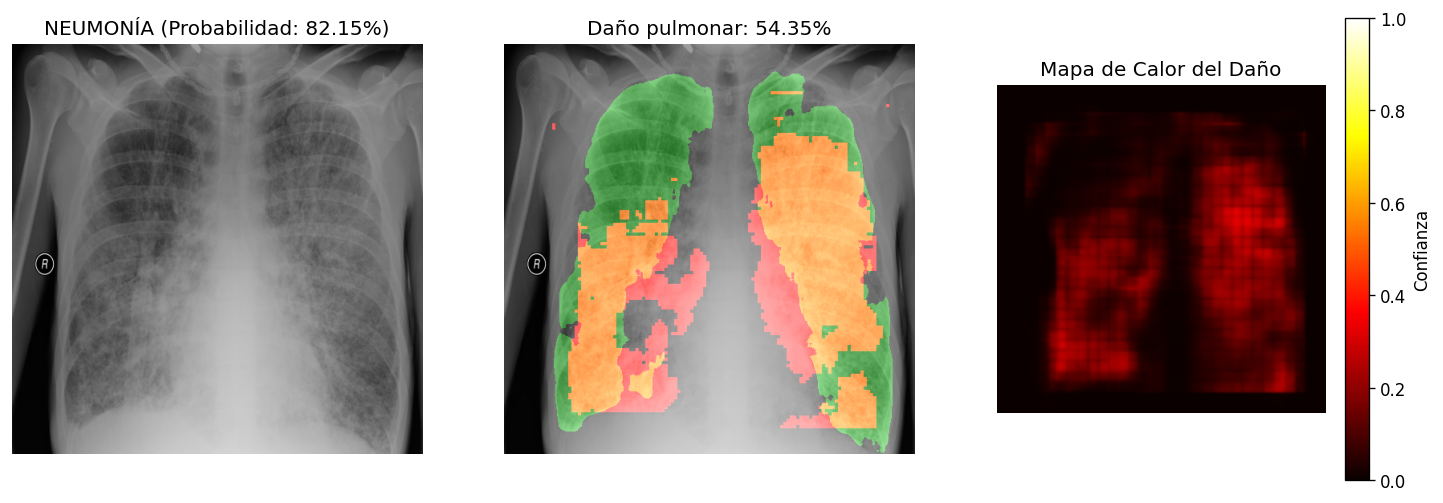 NEUMONÍA (Probabilidad: 82.15%)
R
Daño pulmonar: 54.35%
R
Mapa de Calor del Daño
1.0
0.8
0.6
0.4
0.2
0.0
Confianza